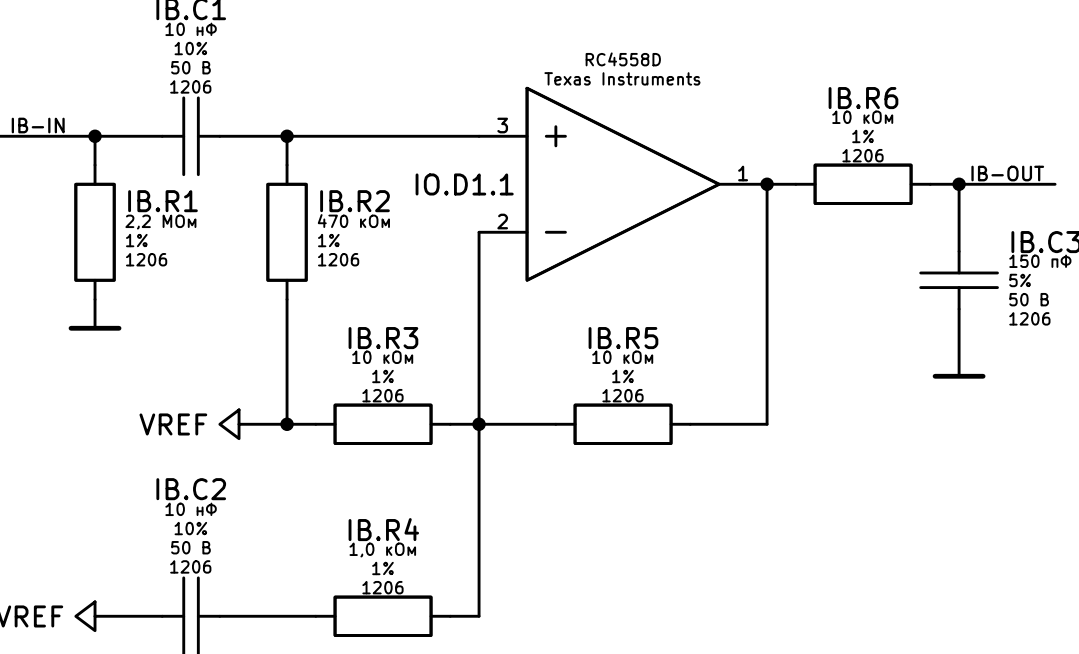 IB.C1
10 нФ
10%
50 В
1206
RC4558D
Texas Instruments
IB.R6
10 кОм
1%
1206
IB-IN
3
IO.D1.1
1
IB-OUT
IB.R1
2,2 МОм
1%
1206
IB.R2
470 кОм
1%
1206
2
IB.C3
150 пФ
5%
50 В
1206
IB.R3
10 кОм
1%
1206
IB.R5
10 кОм
1%
1206
VREF
IB.C2
10 нФ
10%
50 В
1206
IB.R4
1,0 кОм
1%
1206
VREF